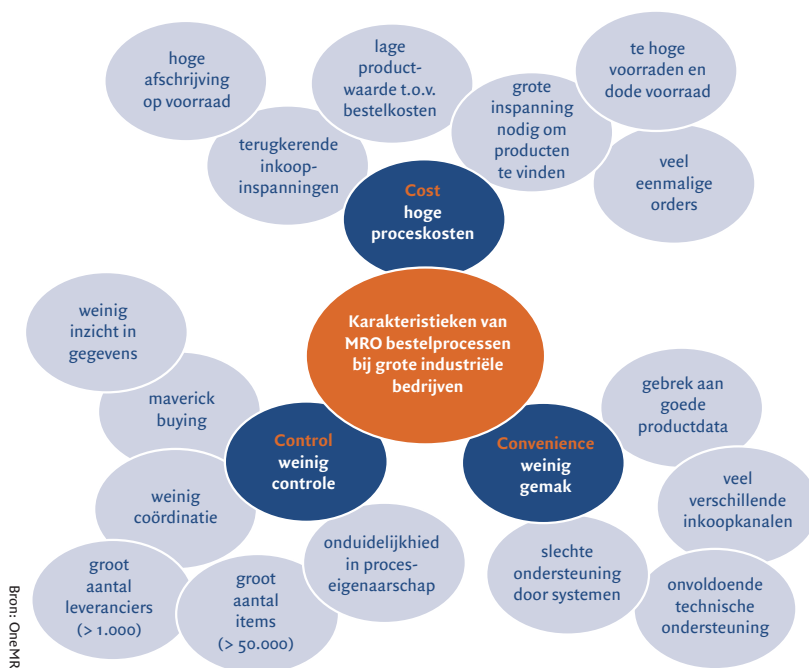 hoge
afschrijving
op voorraad
lage
product-
waarde t.o.v.
bestelkosten
te hoge
voorraden en
dode voorraad
terugkerende
inkoop-
inspanningen
grote
inspanning
nodig om
producten
te vinden
veel
eenmalige
orders
Cost
hoge
proceskosten
Karakteristieken van
MRO bestelprocessen
bij grote industriële
bedrijven
weinig
inzicht in
gegevens
maverick
buying
Control
weinig
controle
weinig
coördinatie
groot
aantal
leveranciers
(> 1.000)
groot
aantal
items
(> 50.000)
onduidelijkhied
in proces-
eigenaarschap
Convenience
weinig
gemak
gebrek aan
goede
productdata
veel
verschillende
inkoopkanalen
slechte
ondersteuning
door systemen
onvoldoende
technische
ondersteuning
Bron: OneMR